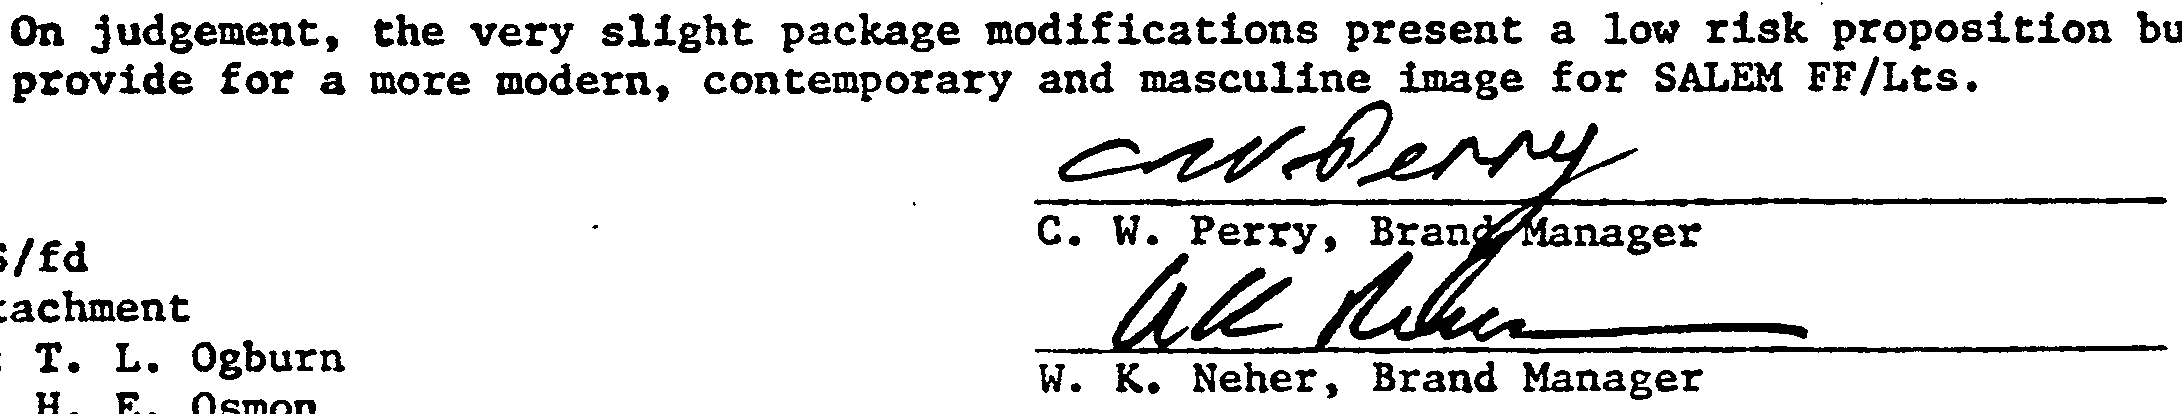 On judgement, the very slight package modifications present a low risk proposition bu
provide for a more modern, contemporary and masculine image for SALEM FF/Lts.
CW. Perry
C. W. Perry, Brand Manager
/fd
tachment
WK Neher
T. L. Ogburn
W. K. Neher, Brand Manager
H. E. Osmon